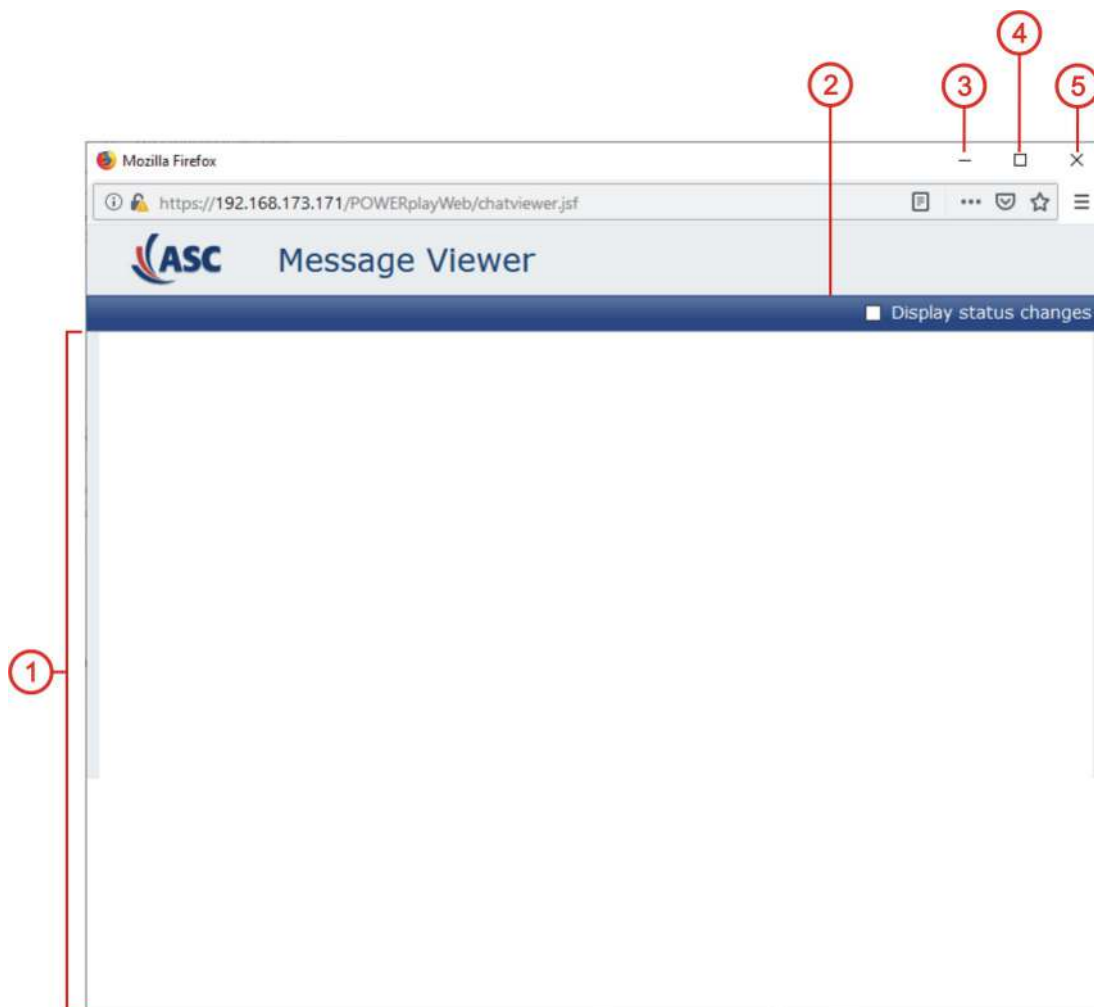 4
2
3
5
Mozilla Firefox
https://192.168.173.171/POWERplayWeb/chatviewer.jsf
ASC Message Viewer
Display status changes
1